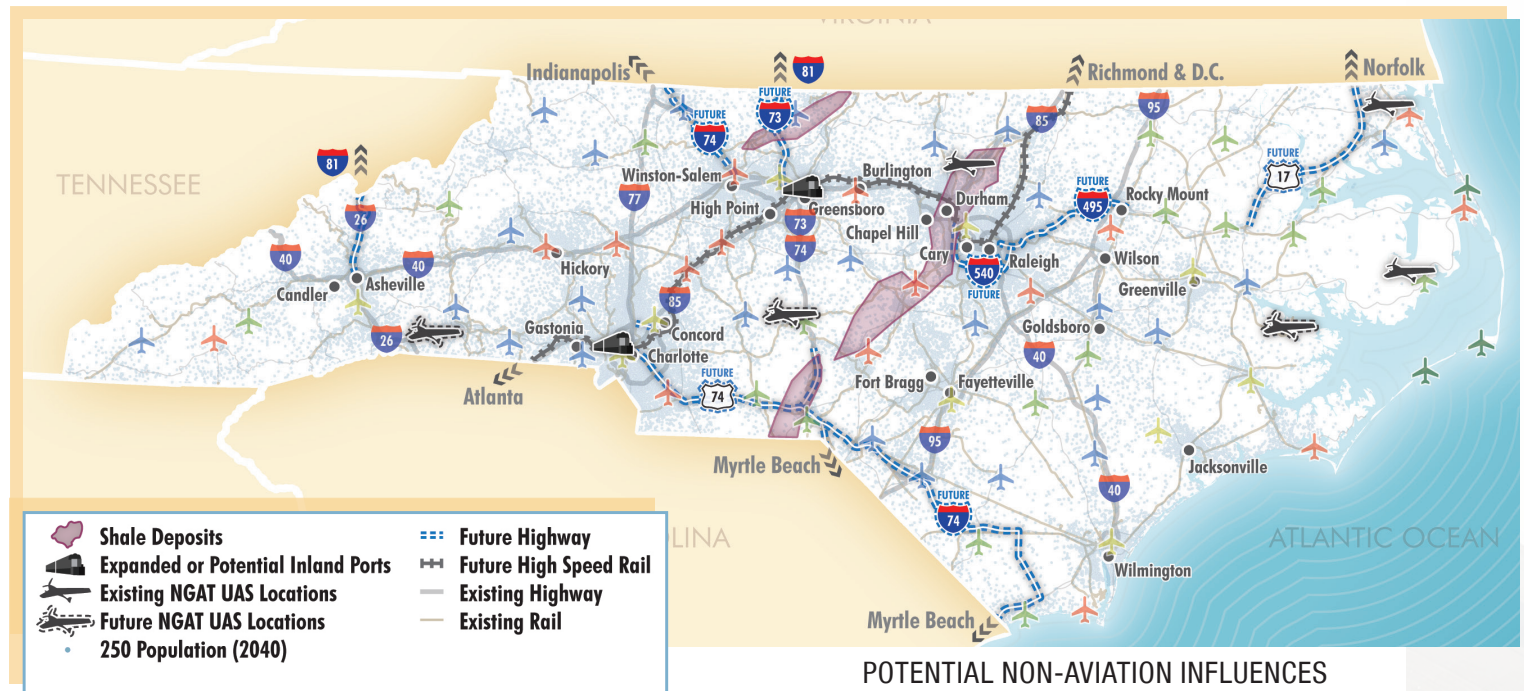 VIRGINIA
Indianapolis
81
Richmond & D.C.
Norfolk
FUTURE
73
FUTURE
74
85
95
81
TENNESSEE
Winston-Salem
Burlington
FUTURE
17
77
26
High Point
Greensboro
Durham
FUTURE
495
Rocky Mount
73
Chapel Hill
74
40
40
Cary
Raleigh
Wilson
Hickory
540
FUTURE
Asheville
Candler
Greenville
85
26
Gastonia
Concord
Goldsboro
Charlotte
40
Atlanta
FUTURE
74
Fort Bragg
Fayetteville
95
Myrtle Beach
Jacksonville
40
FUTURE
74
OLINA
ATLANTIC OCEAN
Wilmington
Myrtle Beach
Shale Deposits
Expanded or Potential Inland Ports
Existing NGAT UAS Locations
Future NGAT UAS Locations
250 Population (2040)
Future Highway
Future High Speed Rail
Existing Highway
Existing Rail
POTENTIAL NON-AVIATION INFLUENCES